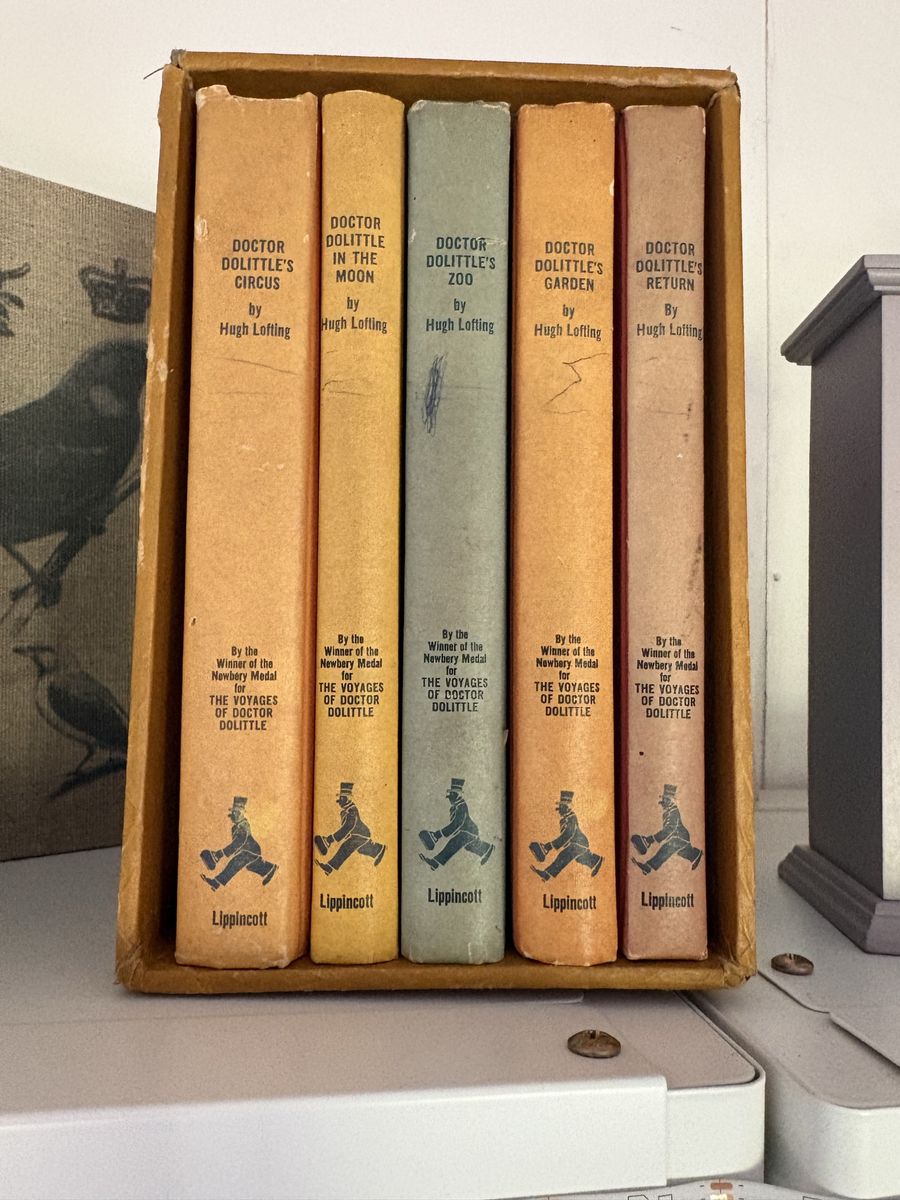 DOCTOR
DOLITTLE'S
CIRCUS
by
Hugh Lofting
By the
Winner of the
Newbery Medal
for
THE VOYAGES
OF DOCTOR
DOLITTLE
Lippincott
DOCTOR
DOLITTLE
IN THE
MOON
by
Hugh Lofting
By the
Winner of the
Newbery Medal
for
THE VOYAGES
OF DOCTOR
DOLITTLE
Lippincott
DOCTOR
DOLITTLE'S
ZOO
by
Hugh Lofting
By the
Winner of the
Newbery Medal
for
THE VOYAGES
OF DOCTOR
DOLITTLE
Lippincott
DOCTOR
DOLITTLE'S
GARDEN
by
Hugh Lofting
By the
Winner of the
Newbery Medal
for
THE VOYAGES
OF DOCTOR
DOLITTLE
Lippincott
DOCTOR
DOLITTLE'S
RETURN
By
Hugh Lofting
By the
Winner of the
Newbery Medal
for
THE VOYAGES
OF DOCTOR
DOLITTLE
Lippincott